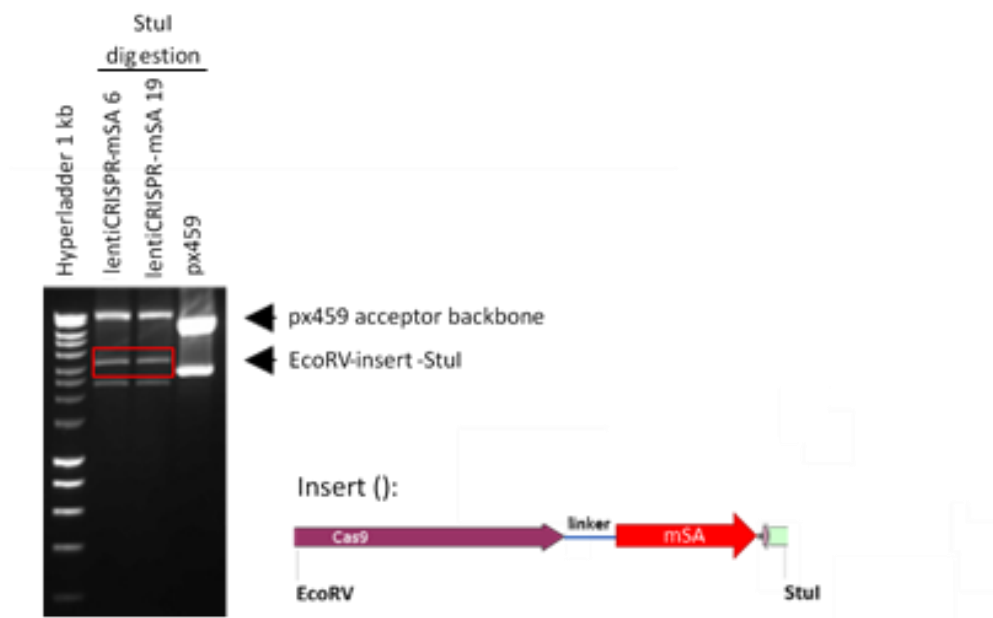 StuI
digestion
Hyperladder 1 kb
lentiCRISPR-mSA 6
lentiCRISPR-mSA 19
px459
px459 acceptor backbone
EcoRV-insert -StuI
Insert ():
Cas9
linker
mSA
EcoRV
StuI